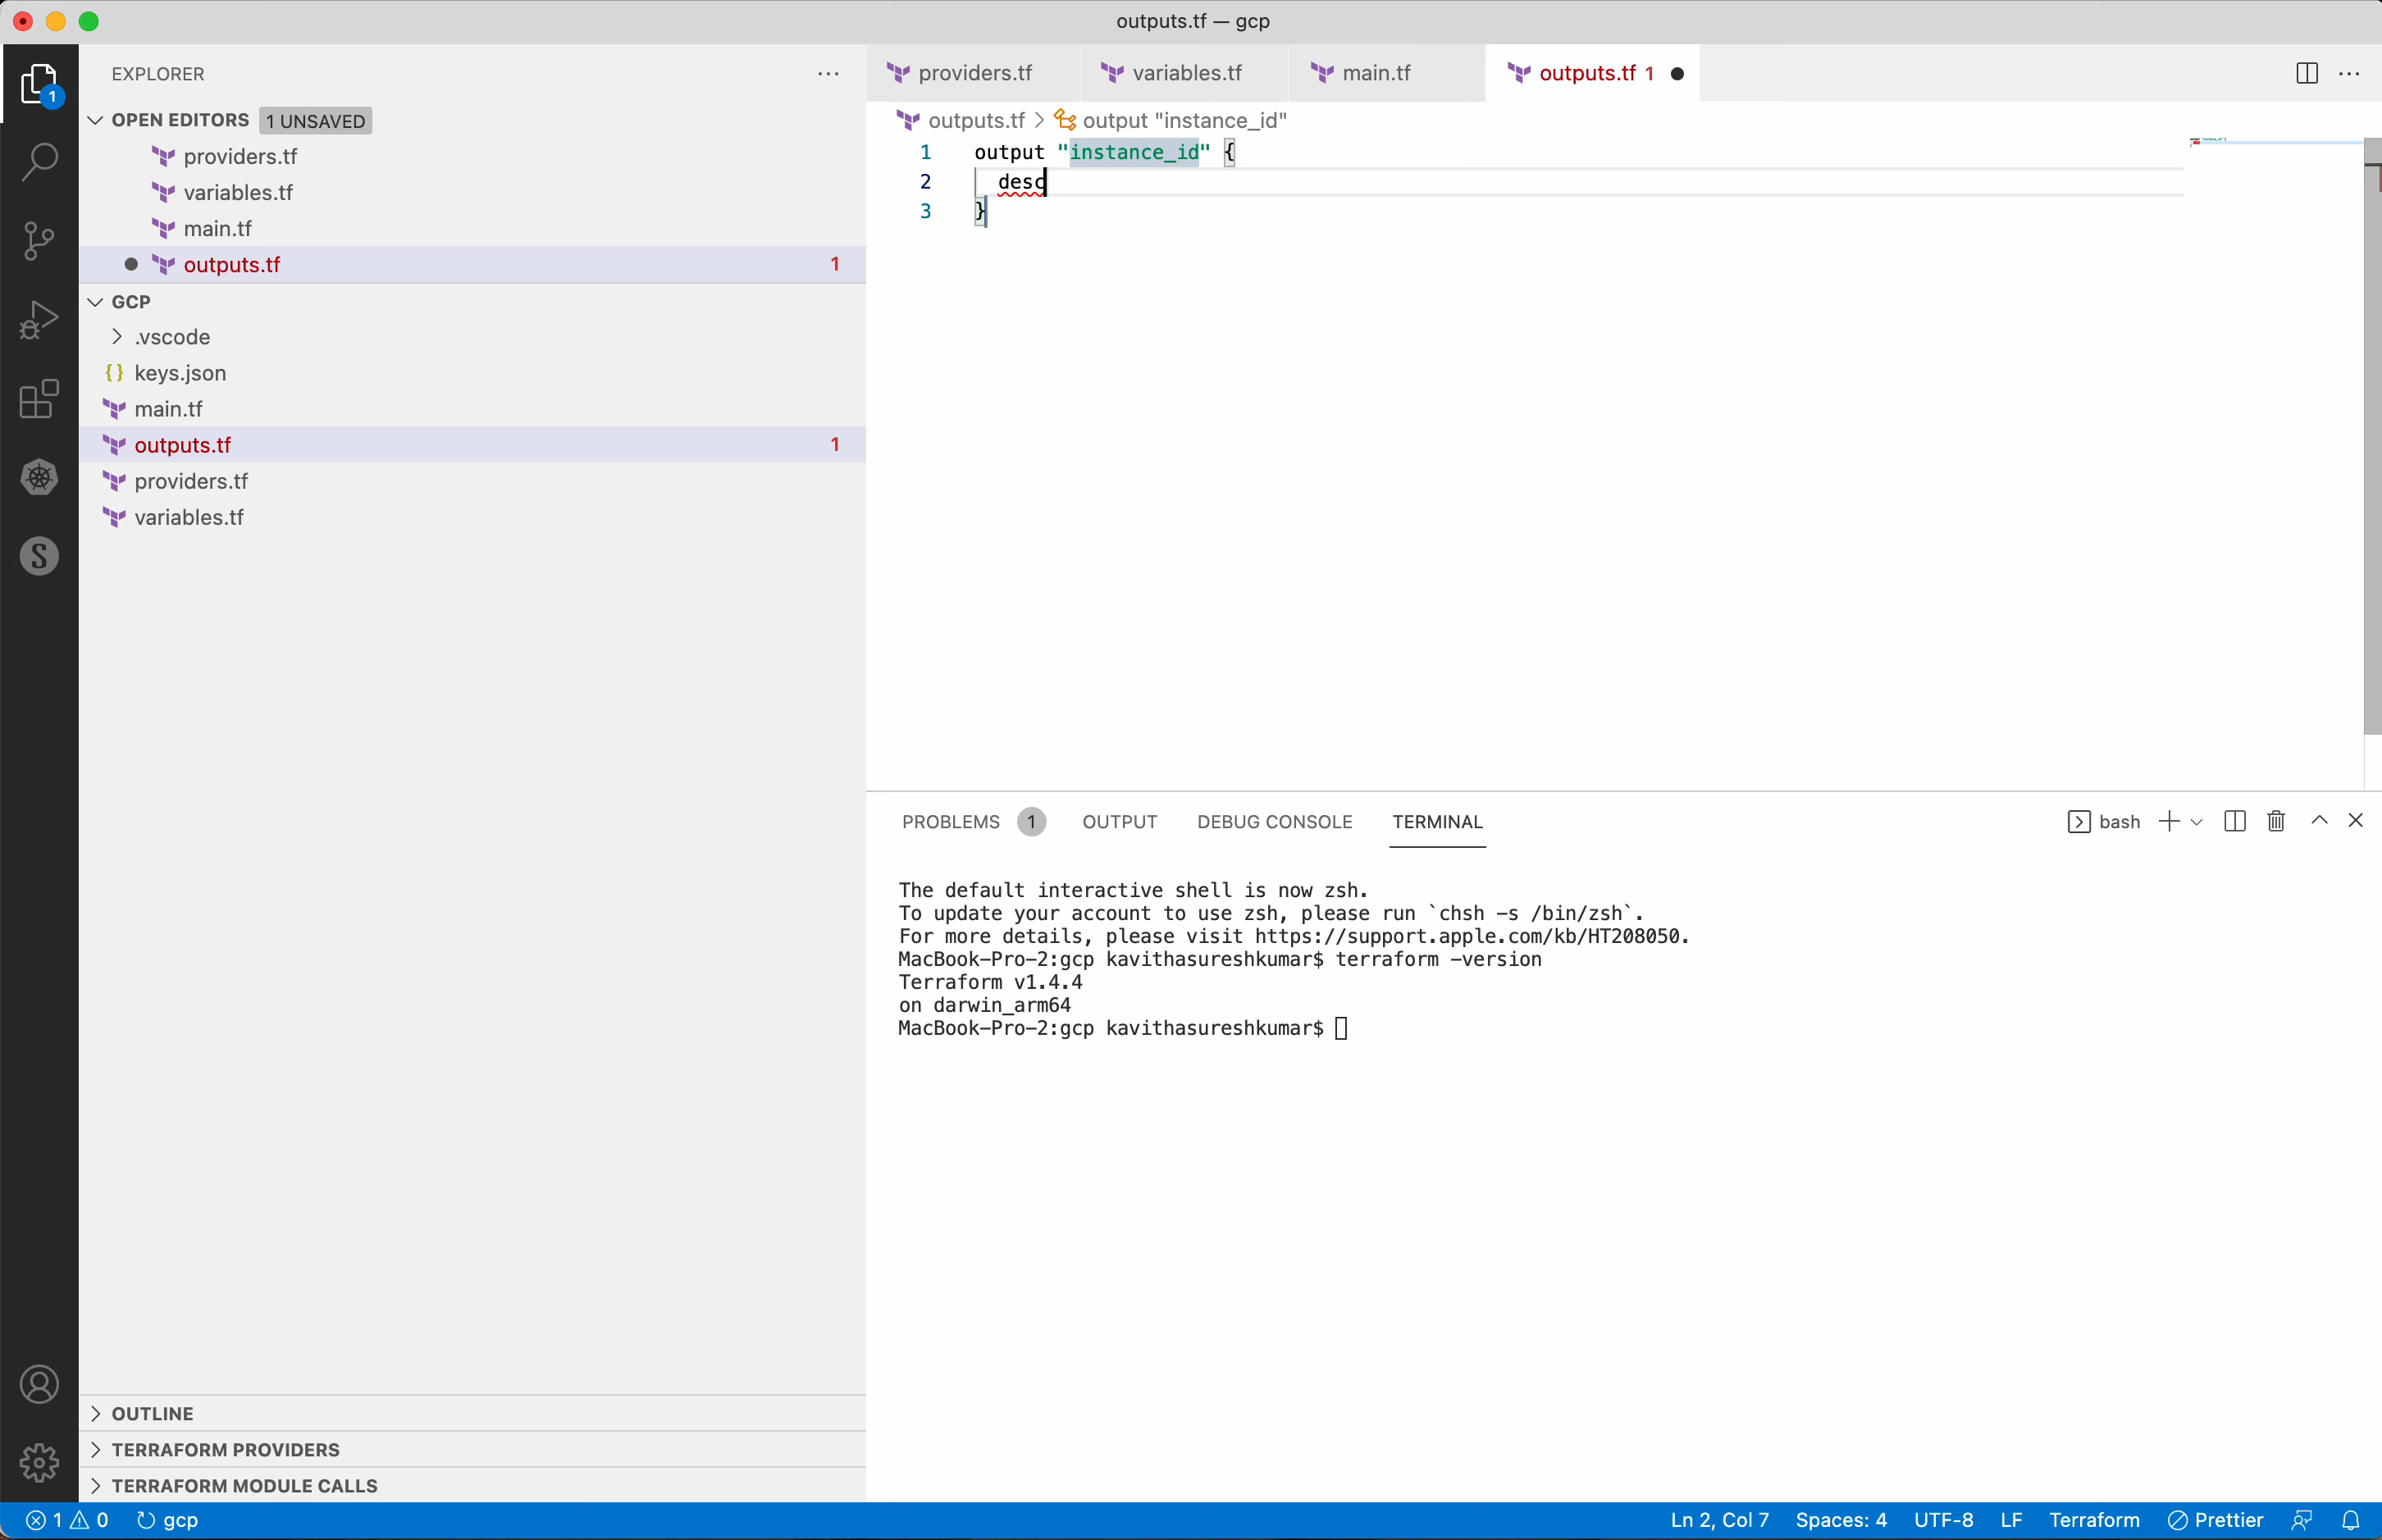 outputs.tf — gcp
EXPLORER
OPEN EDITORS 1 UNSAVED
providers.tf
variables.tf
main.tf
outputs.tf 1
GCP
.vscode
{} keys.json
main.tf
outputs.tf 1
providers.tf
variables.tf
OUTLINE
TERRAFORM PROVIDERS
TERRAFORM MODULE CALLS
1
S
providers.tf variables.tf main.tf outputs.tf 1
outputs.tf > output "instance_id"
1 output "instance_id" {
2 desc
3 }
PROBLEMS 1 OUTPUT DEBUG CONSOLE TERMINAL bash
The default interactive shell is now zsh.
To update your account to use zsh, please run `chsh -s /bin/zsh`.
For more details, please visit https://support.apple.com/kb/HT208050.
MacBook-Pro-2:gcp kavithasureshkumar$ terraform -version
Terraform v1.4.4
on darwin_arm64
MacBook-Pro-2:gcp kavithasureshkumar$
1 0 gcp Ln 2, Col 7 Spaces: 4 UTF-8 LF Terraform Prettier